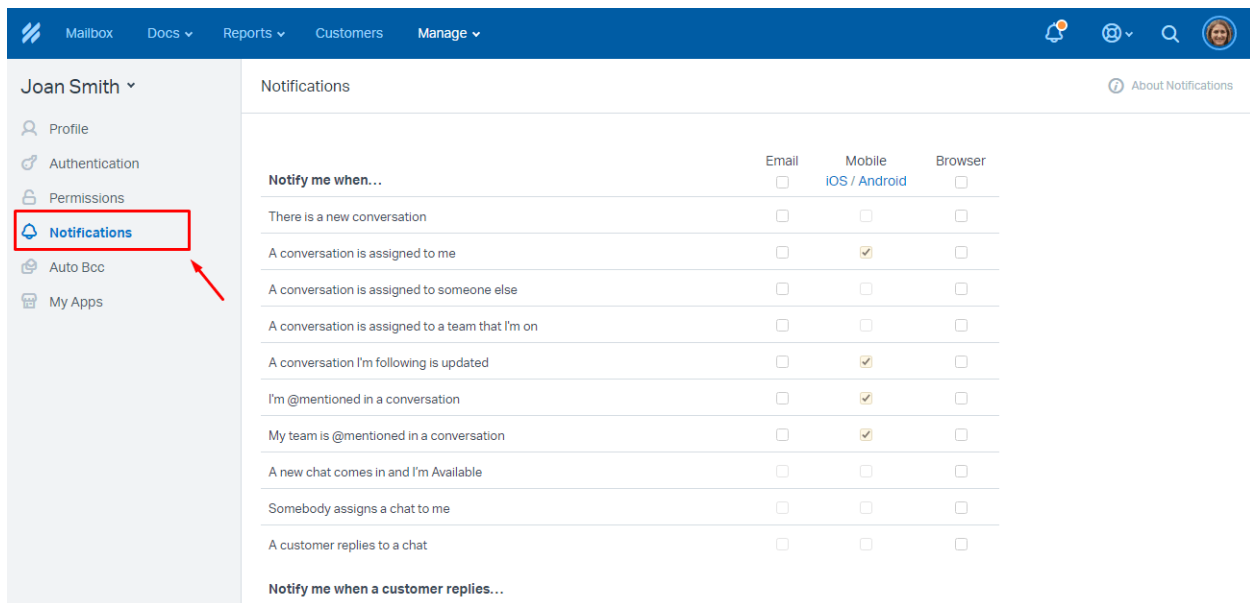 Mailbox Docs Reports Customers Manage
Joan Smith
Profile
Authentication
Permissions
Notifications
Auto Bcc
My Apps
Notifications
About Notifications
Email Mobile Browser
Notify me when... iOS / Android
There is a new conversation
A conversation is assigned to me
A conversation is assigned to someone else
A conversation is assigned to a team that I'm on
A conversation I'm following is updated
I'm @mentioned in a conversation
My team is @mentioned in a conversation
A new chat comes in and I'm Available
Somebody assigns a chat to me
A customer replies to a chat
Notify me when a customer replies...